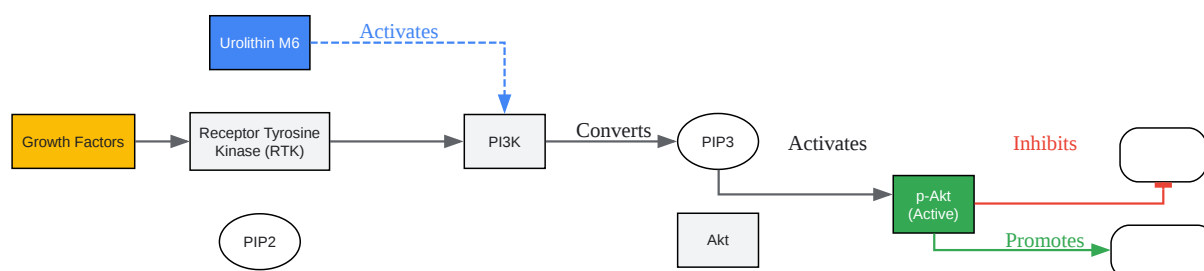 Urolithin M6
Activates
Growth Factors
Receptor Tyrosine
Kinase (RTK)
PI3K
Converts
PIP3
Activates
Inhibits
p-Akt
(Active)
PIP2
Akt
Promotes